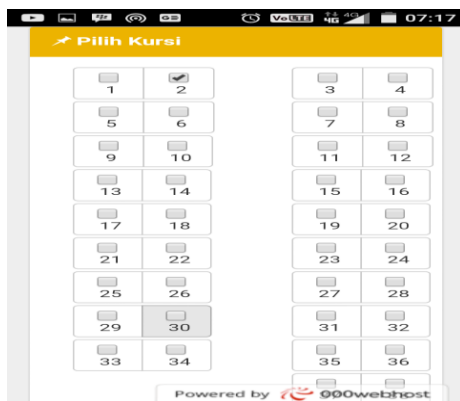 VoLTE 4G 4G 07:17
Pilih Kursi
1 2 3 4
5 6 7 8
9 10 11 12
13 14 15 16
17 18 19 20
21 22 23 24
25 26 27 28
29 30 31 32
33 34 35 36
Powered by 000webhost